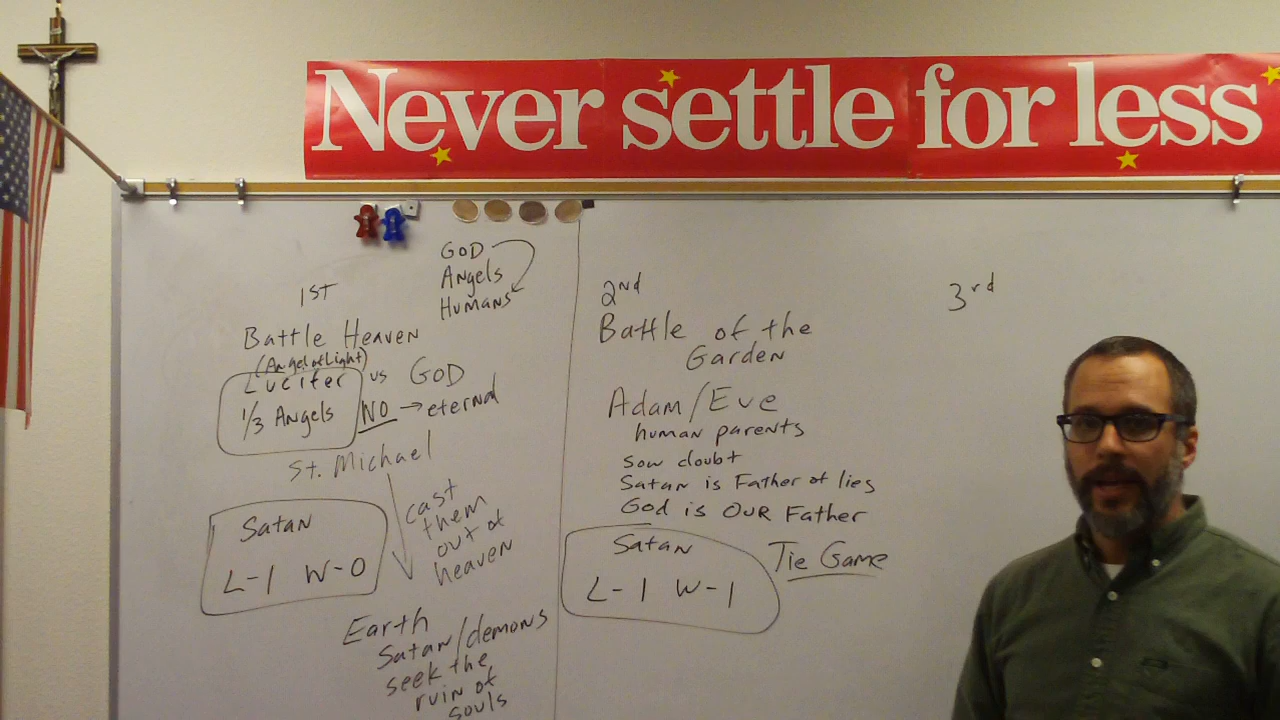 Never settle for less
GOD
Angels
Humans
1ST
Battle Heaven
(Angel of Light)
Lucifer vs GOD
1/3 Angels NO → eternal
St. Michael
cast
them
out of
heaven
Satan
L-1 W-0
Earth
Satan/demons
seek the
ruin of
souls
2nd
Battle of the
Garden
Adam/Eve
human parents
sow doubt
Satan is Father of lies
God is OUR Father
Satan
L-1 W-1
Tie Game
3rd